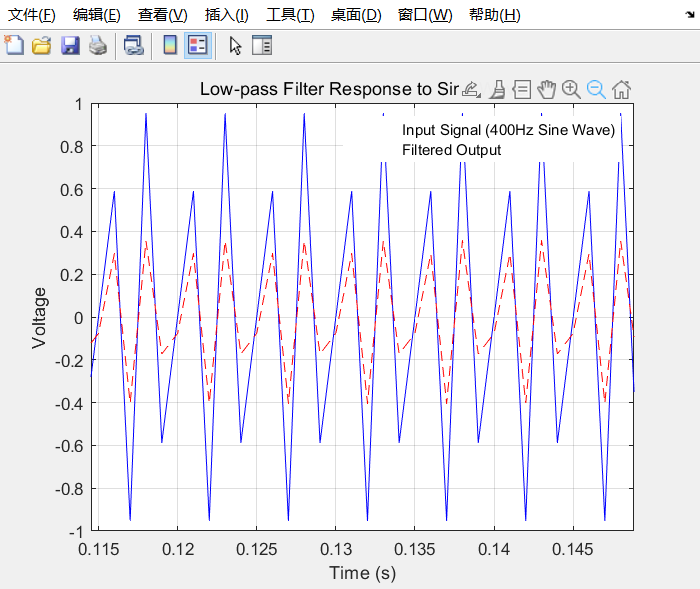 文件(F) 编辑(E) 查看(V) 插入(I) 工具(T) 桌面(D) 窗口(W) 帮助(H)
Low-pass Filter Response to Sir
Input Signal (400Hz Sine Wave)
Filtered Output
1
0.8
0.6
0.4
0.2
0
-0.2
-0.4
-0.6
-0.8
-1
Voltage
0.115 0.12 0.125 0.13 0.135 0.14 0.145
Time (s)